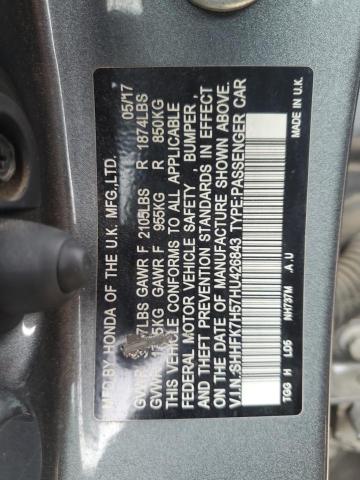 MFD BY HONDA OF THE U.K. MFG.,LTD. 05/17
GAWR F 2105LBS R 1874LBS
GAWR F 955KG R 850KG
THIS VEHICLE CONFORMS TO ALL APPLICABLE
FEDERAL MOTOR VEHICLE SAFETY, BUMPER,
AND THEFT PREVENTION STANDARDS IN EFFECT
ON THE DATE OF MANUFACTURE SHOWN ABOVE.
V.I.N.:SHHFK7H57HU426843 TYPE:PASSENGER CAR
TGG H L05 NH737M A.U MADE IN U.K.